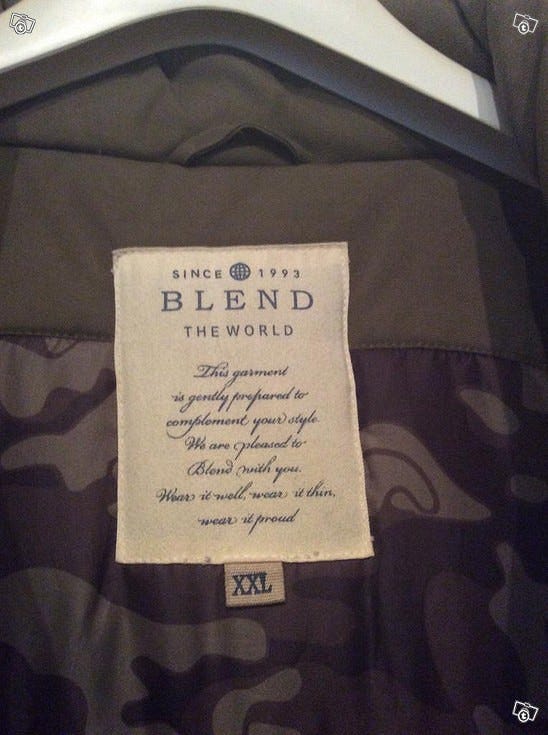 SINCE 1993
BLEND
THE WORLD
This garment
is gently prepared to
complement your style.
We are pleased to
Blend with you.
Wear it well, wear it thin,
wear it proud
XXL